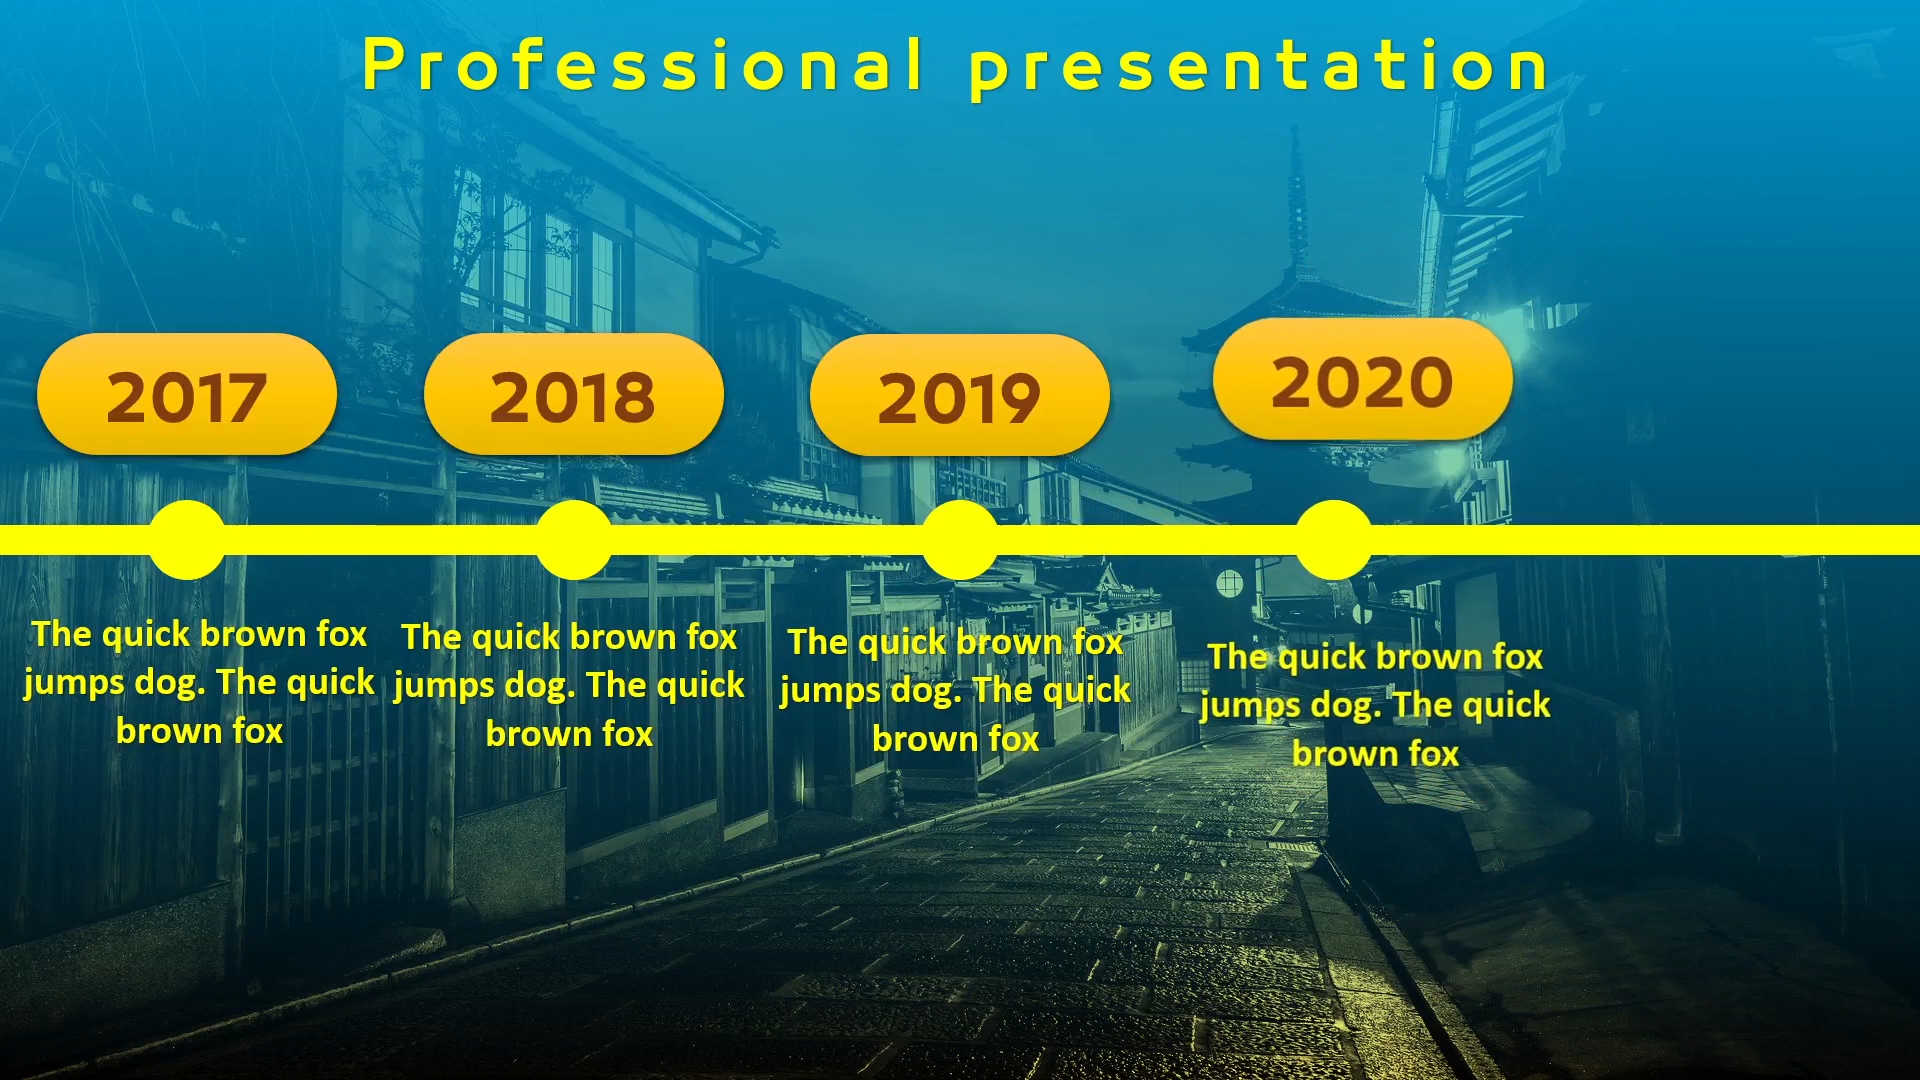 Professional presentation
2017
2018
2019
2020
The quick brown fox
jumps dog. The quick
brown fox
The quick brown fox
jumps dog. The quick
brown fox
The quick brown fox
jumps dog. The quick
brown fox
The quick brown fox
jumps dog. The quick
brown fox